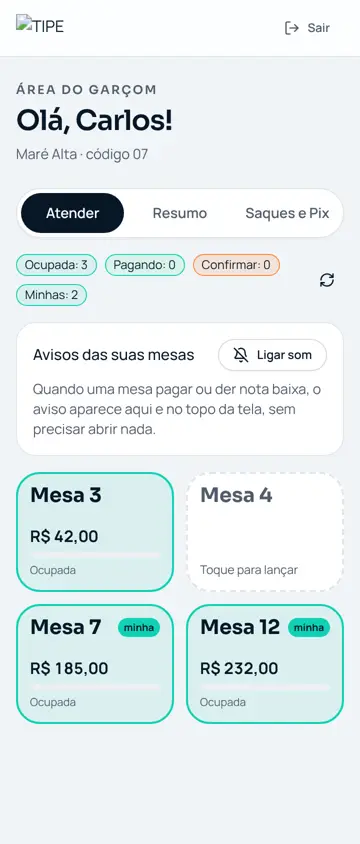 TIPE
Sair
ÁREA DO GARÇOM
Olá, Carlos!
Maré Alta · código 07
Atender
Resumo
Saques e Pix
Ocupada: 3
Pagando: 0
Confirmar: 0
Minhas: 2
Avisos das suas mesas
Ligar som
Quando uma mesa pagar ou der nota baixa, o
aviso aparece aqui e no topo da tela, sem
precisar abrir nada.
Mesa 3
R$ 42,00
Ocupada
Mesa 4
Toque para lançar
Mesa 7
minha
R$ 185,00
Ocupada
Mesa 12
minha
R$ 232,00
Ocupada